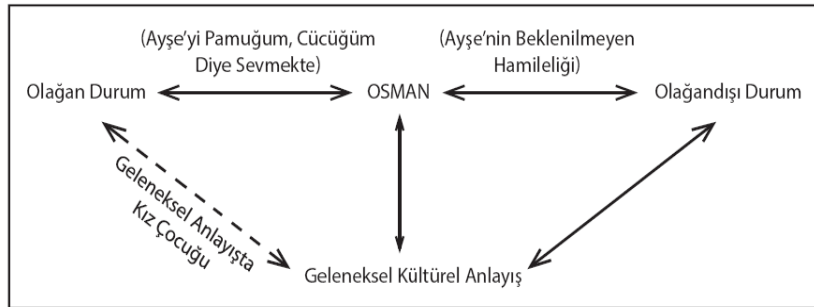 (Ayşe’yi Pamuğum, Cücüğüm
Diye Sevmekte)
(Ayşe’nin Beklenilmeyen
Hamileliği)
Olağan Durum
OSMAN
Olağandışı Durum
Geleneksel Anlayışta
Kız Çocuğu
Geleneksel Kültürel Anlayış